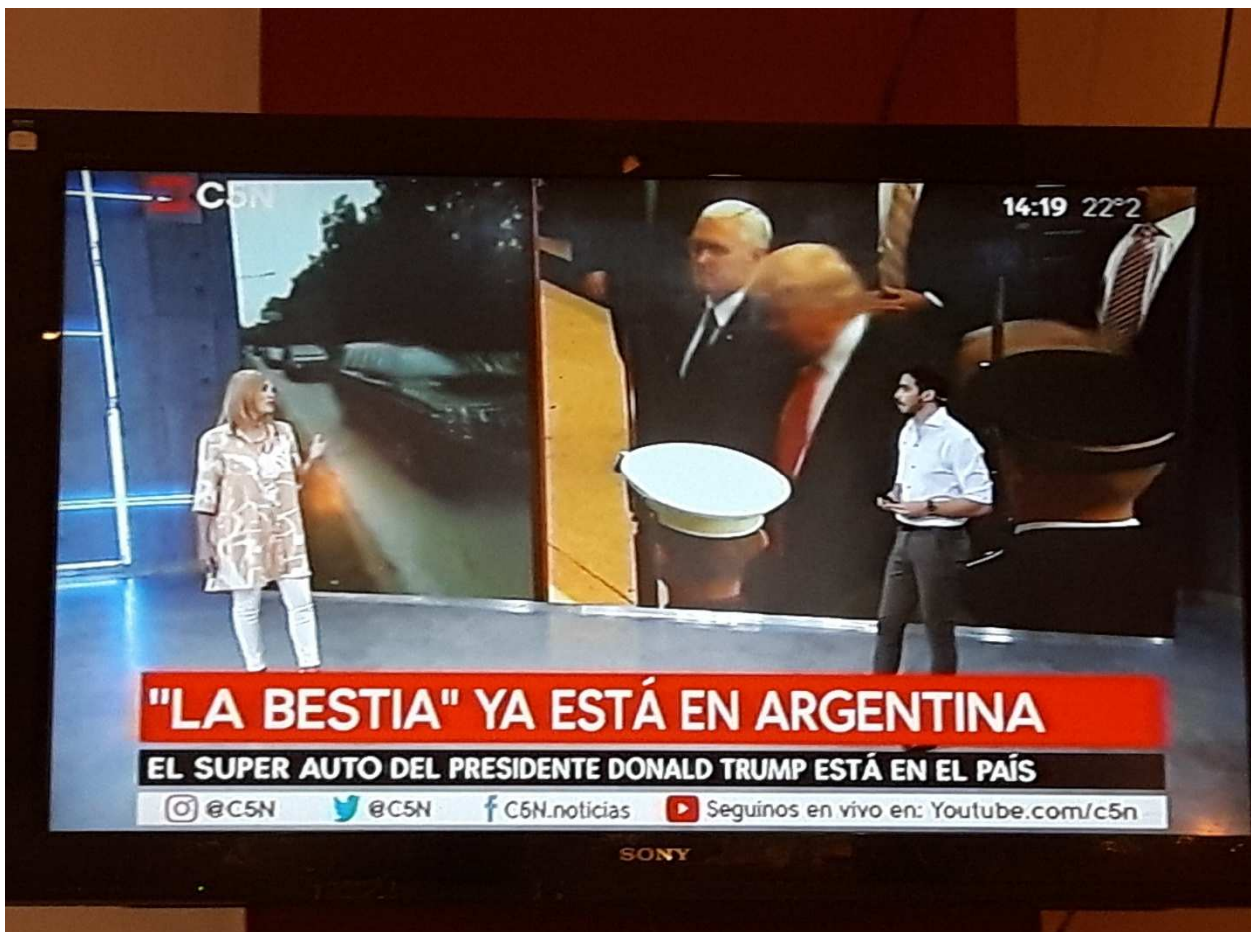 C5N
14:19 22°2
"LA BESTIA" YA ESTÁ EN ARGENTINA
EL SUPER AUTO DEL PRESIDENTE DONALD TRUMP ESTÁ EN EL PAÍS
@C5N @C5N f C5N.noticias Seguinos en vivo en: Youtube.com/c5n
SONY